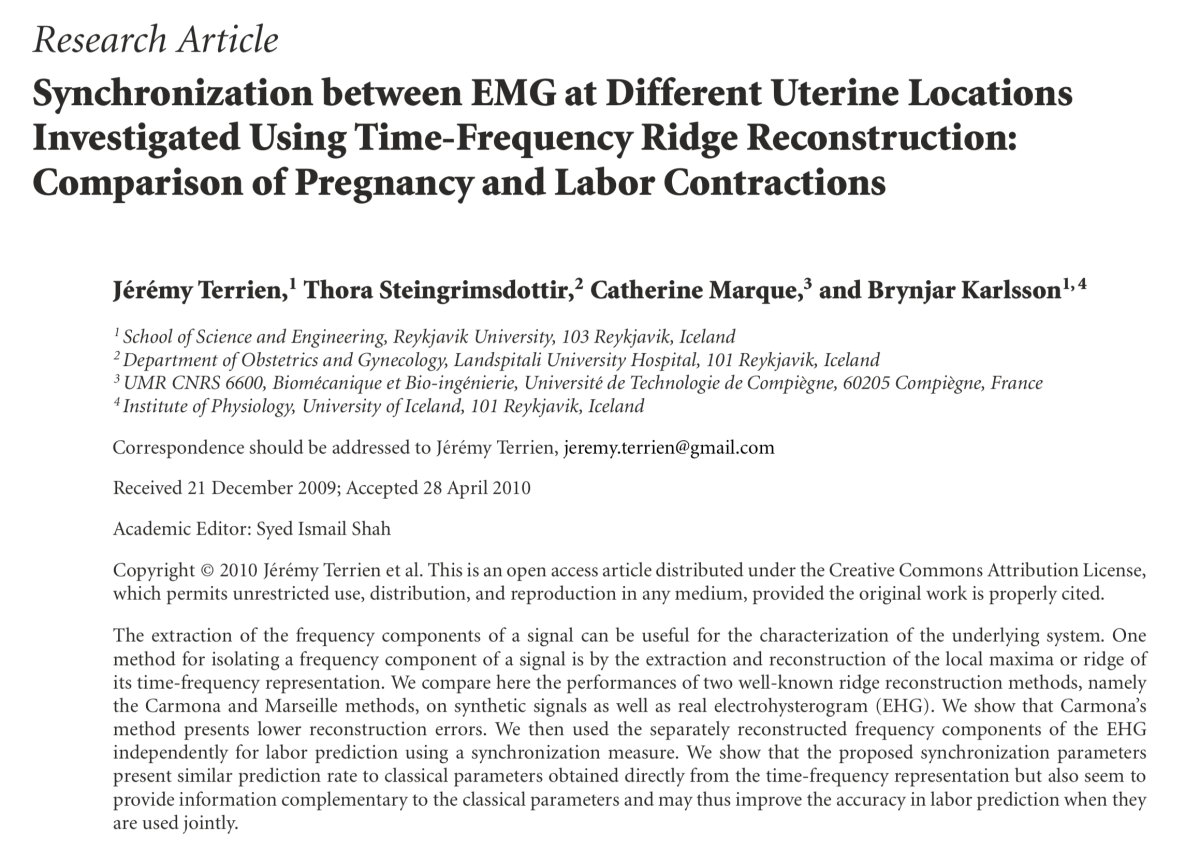 Research Article
Synchronization between EMG at Different Uterine Locations
Investigated Using Time-Frequency Ridge Reconstruction:
Comparison of Pregnancy and Labor Contractions
Jérémy Terrien,¹ Thora Steingrimsdottir,² Catherine Marque,³ and Brynjar Karlsson¹,⁴
¹ School of Science and Engineering, Reykjavik University, 103 Reykjavik, Iceland
² Department of Obstetrics and Gynecology, Landspitali University Hospital, 101 Reykjavik, Iceland
³ UMR CNRS 6600, Biomécanique et Bio-ingénierie, Université de Technologie de Compiègne, 60205 Compiègne, France
⁴ Institute of Physiology, University of Iceland, 101 Reykjavik, Iceland
Correspondence should be addressed to Jérémy Terrien, jeremy.terrien@gmail.com
Received 21 December 2009; Accepted 28 April 2010
Academic Editor: Syed Ismail Shah
Copyright © 2010 Jérémy Terrien et al. This is an open access article distributed under the Creative Commons Attribution License,
which permits unrestricted use, distribution, and reproduction in any medium, provided the original work is properly cited.
The extraction of the frequency components of a signal can be useful for the characterization of the underlying system. One
method for isolating a frequency component of a signal is by the extraction and reconstruction of the local maxima or ridge of
its time-frequency representation. We compare here the performances of two well-known ridge reconstruction methods, namely
the Carmona and Marseille methods, on synthetic signals as well as real electrohysterogram (EHG). We show that Carmona's
method presents lower reconstruction errors. We then used the separately reconstructed frequency components of the EHG
independently for labor prediction using a synchronization measure. We show that the proposed synchronization parameters
present similar prediction rate to classical parameters obtained directly from the time-frequency representation but also seem to
provide information complementary to the classical parameters and may thus improve the accuracy in labor prediction when they
are used jointly.